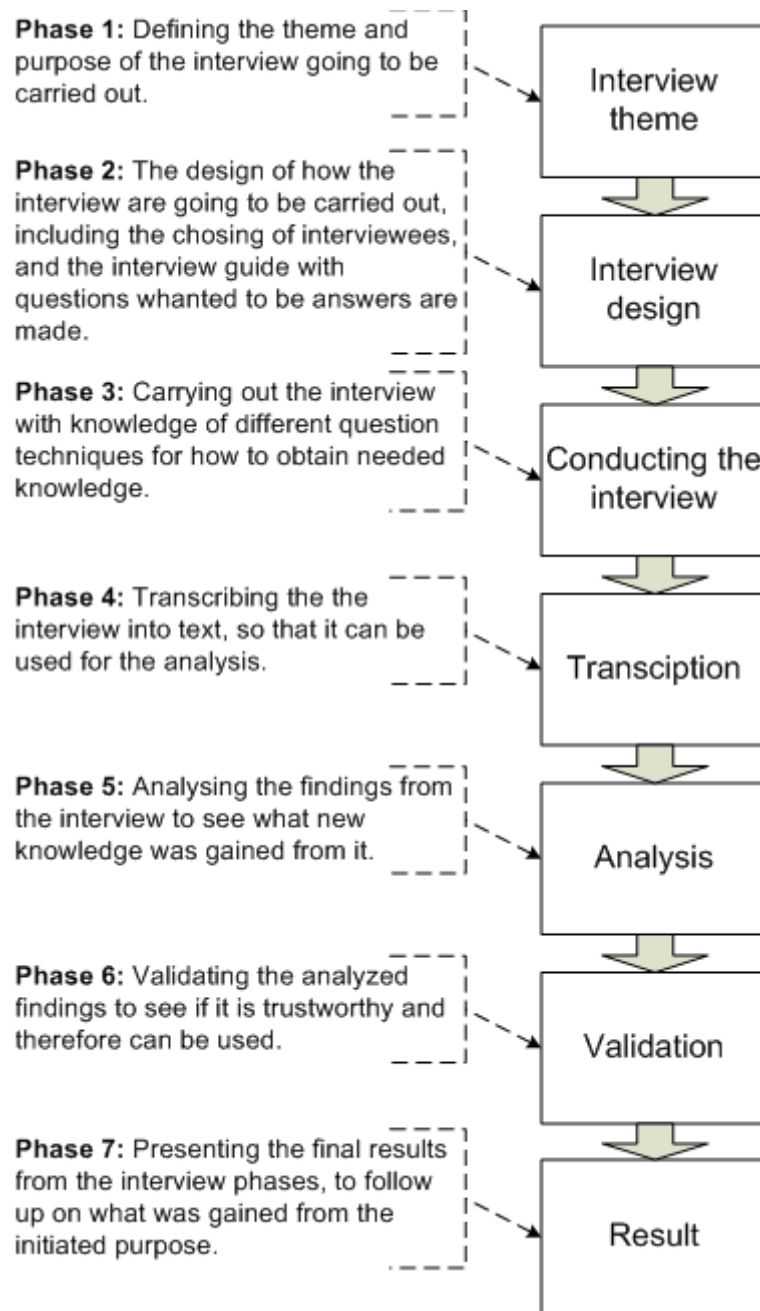 Phase 1: Defining the theme and
purpose of the interview going to be
carried out.
Interview
theme
Phase 2: The design of how the
interview are going to be carried out,
including the chosing of interviewees,
and the interview guide with
questions whanted to be answers are
made.
Interview
design
Phase 3: Carrying out the interview
with knowledge of different question
techniques for how to obtain needed
knowledge.
Conducting the
interview
Phase 4: Transcribing the the
interview into text, so that it can be
used for the analysis.
Transciption
Phase 5: Analysing the findings from
the interview to see what new
knowledge was gained from it.
Analysis
Phase 6: Validating the analyzed
findings to see if it is trustworthy and
therefore can be used.
Validation
Phase 7: Presenting the final results
from the interview phases, to follow
up on what was gained from the
initiated purpose.
Result